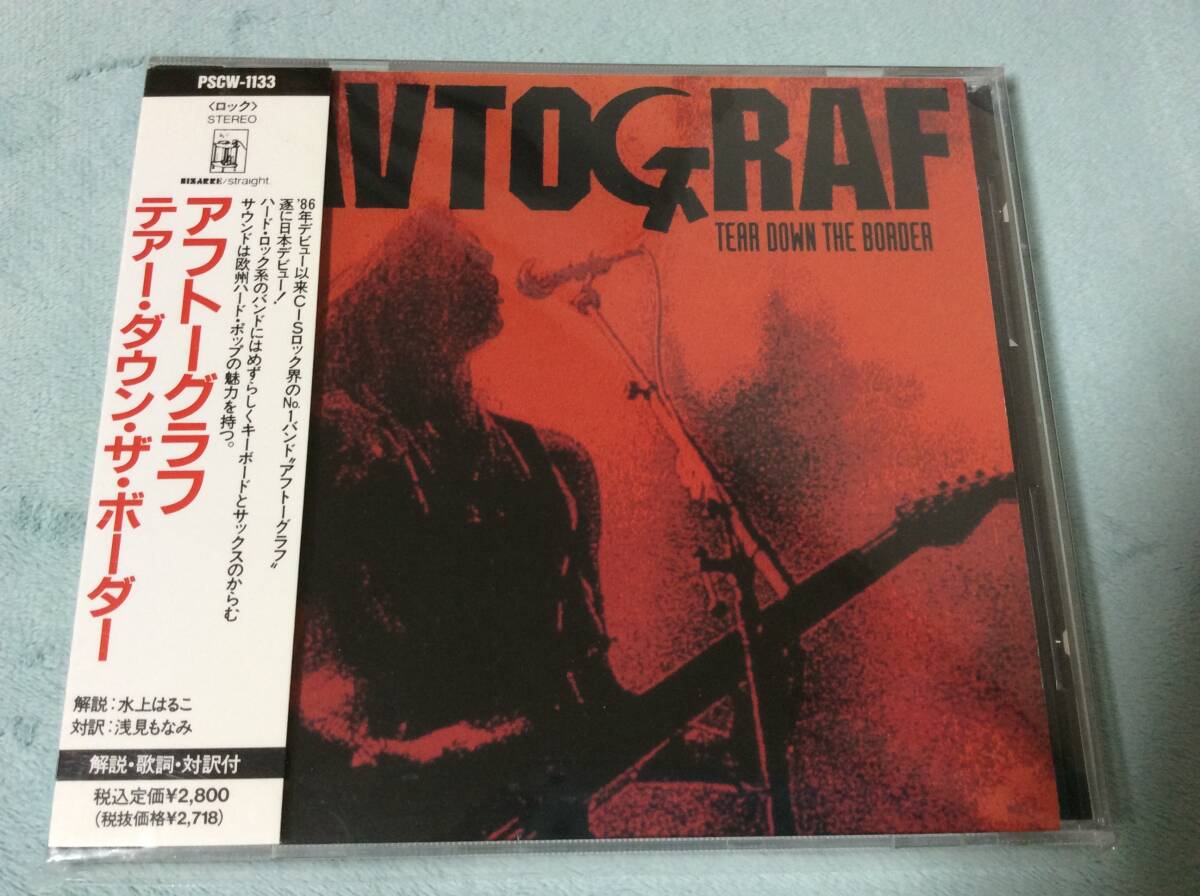 PSCW-1133
〈ロック〉
STEREO
BIZARRE/straight.
アフトーグラフ
テアー・ダウン・ザ・ボーダー
'86年デビュー以来CISロック界のNo.1バンド“アフトーグラフ”
遂に日本デビュー!
ハード・ロック系のバンドにはめずらしくキーボードとサックスのからむ
サウンドは欧州ハード・ポップの魅力を持つ。
解説:水上はるこ
対訳:浅見もなみ
解説・歌詞・対訳付
税込定価¥2,800
(税抜価格¥2,718)
AVTOGRAF
TEAR DOWN THE BORDER